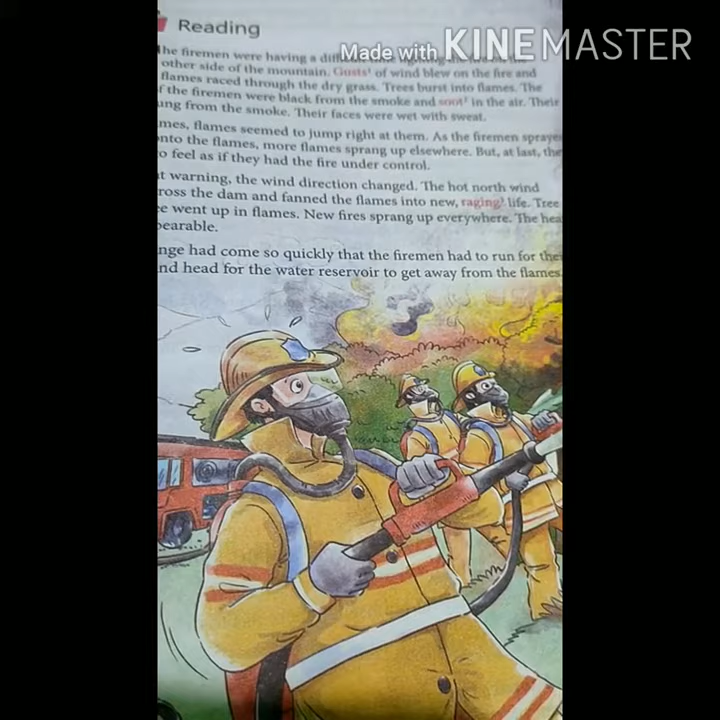 Reading
Made with KINEMASTER
The firemen were having a
other side of the mountain. Gusts¹ of wind blew on the fire and
flames raced through the dry grass. Trees burst into flames. The
f the firemen were black from the smoke and soot² in the air. Their
ung from the smoke. Their faces were wet with sweat.
mes, flames seemed to jump right at them. As the firemen spraye
onto the flames, more flames sprang up elsewhere. But, at last, the
o feel as if they had the fire under control.
t warning, the wind direction changed. The hot north wind
ross the dam and fanned the flames into new, raging³ life. Tree
e went up in flames. New fires sprang up everywhere. The hea
bearable.
nge had come so quickly that the firemen had to run for the
nd head for the water reservoir to get away from the flames